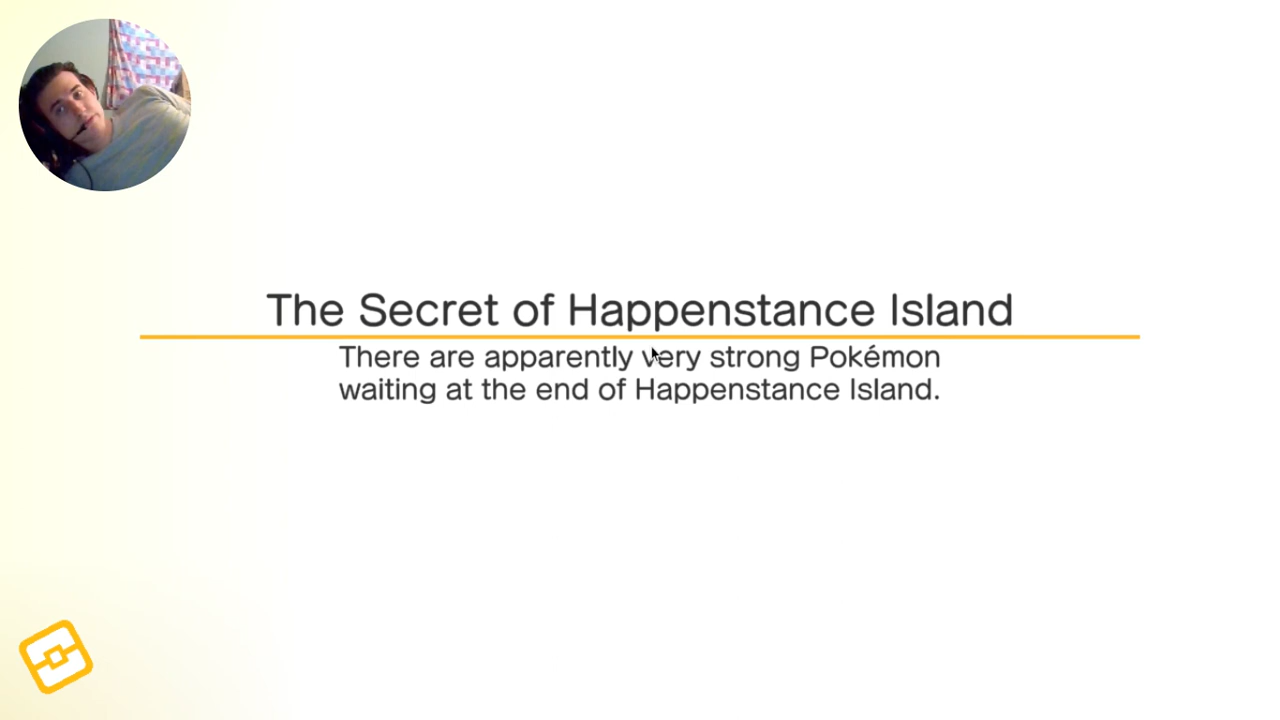 The Secret of Happenstance Island
There are apparently very strong Pokémon
waiting at the end of Happenstance Island.